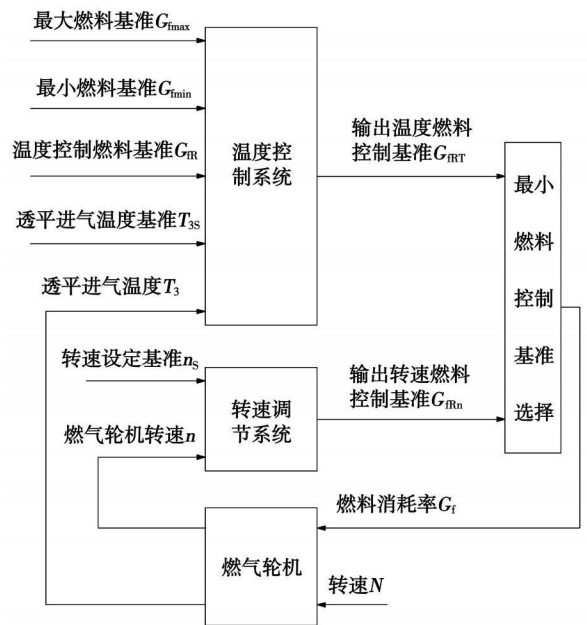 最大燃料基准Gfmax
最小燃料基准Gfmin
温度控制燃料基准GfR
透平进气温度基准T3S
透平进气温度T3
温度控
制系统
输出温度燃料
控制基准GfRT
最小
燃料
控制
基准
选择
转速设定基准nS
燃气轮机转速n
转速调
节系统
输出转速燃料
控制基准GfRn
燃料消耗率Gf
燃气轮机
转速N